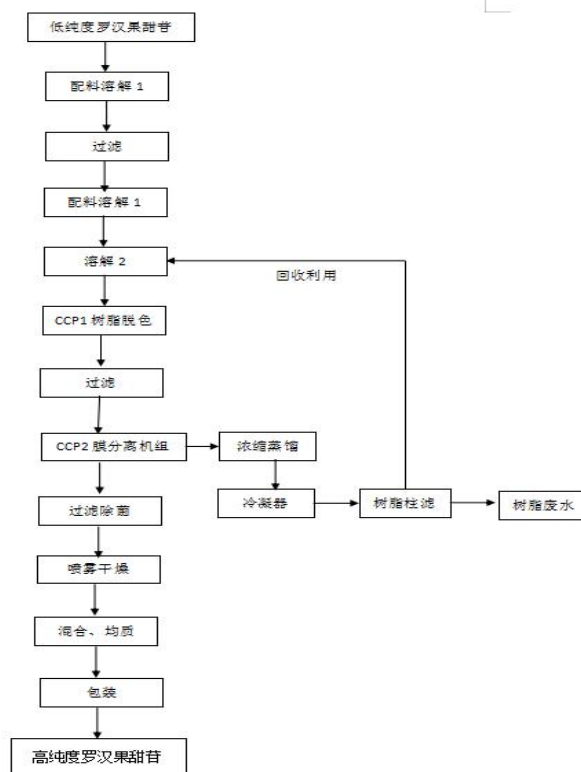 低纯度罗汉果甜苷
配料溶解 1
过滤
配料溶解 1
溶解 2
回收利用
CCP1 树脂脱色
过滤
CCP2 膜分离机组
浓缩蒸馏
过滤除菌
冷凝器
树脂柱滤
树脂废水
喷雾干燥
混合、均质
包装
高纯度罗汉果甜苷